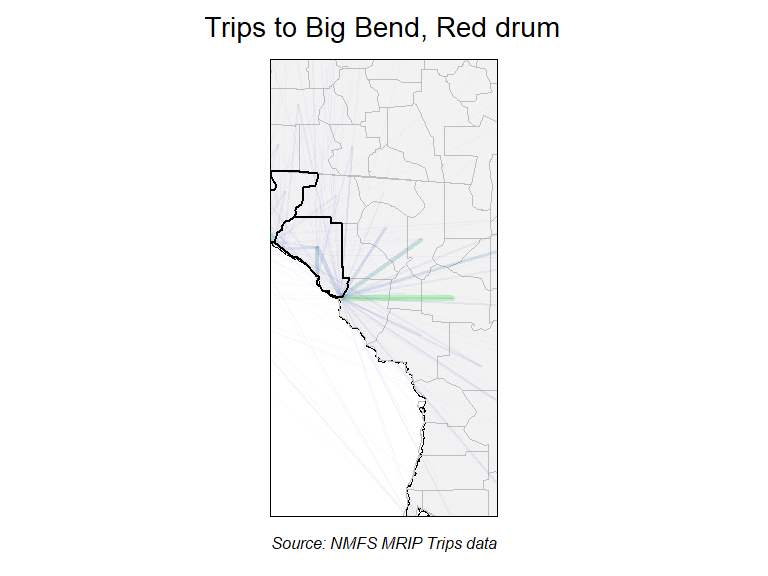 Trips to Big Bend, Red drum
Source: NMFS MRIP Trips data